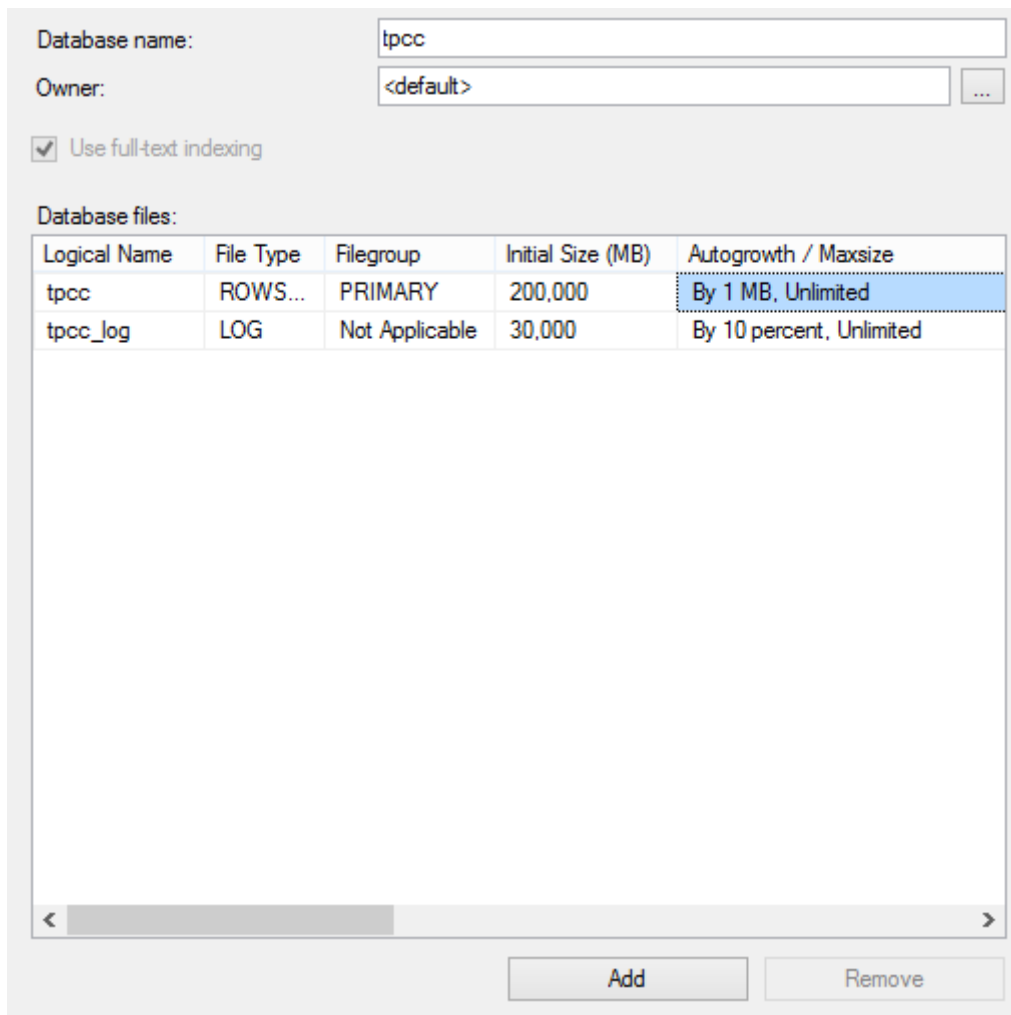 Database name: tpcc
Owner: <default> ...
Use full-text indexing
Database files:
Logical Name File Type Filegroup Initial Size (MB) Autogrowth / Maxsize
tpcc ROWS... PRIMARY 200,000 By 1 MB, Unlimited
tpcc_log LOG Not Applicable 30,000 By 10 percent, Unlimited
Add Remove